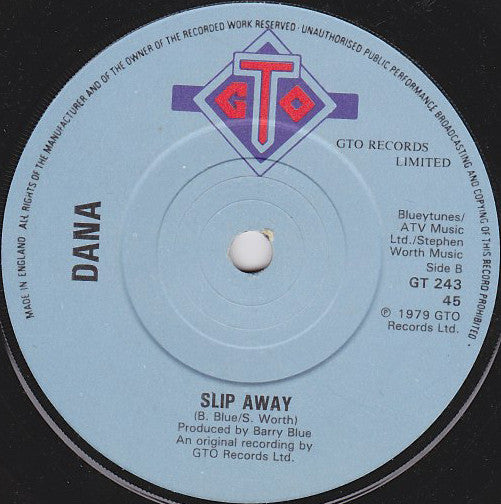 MADE IN ENGLAND ALL RIGHTS OF THE MANUFACTURER AND OF THE OWNER OF THE RECORDED WORK RESERVED · UNAUTHORISED PUBLIC PERFORMANCE BROADCASTING AND COPYING OF THIS RECORD PROHIBITED ·
GTO
GTO RECORDS
LIMITED
DANA
Blueytunes/
ATV Music
Ltd./Stephen
Worth Music
Side B
GT 243
45
℗ 1979 GTO
Records Ltd.
SLIP AWAY
(B. Blue/S. Worth)
Produced by Barry Blue
An original recording by
GTO Records Ltd.